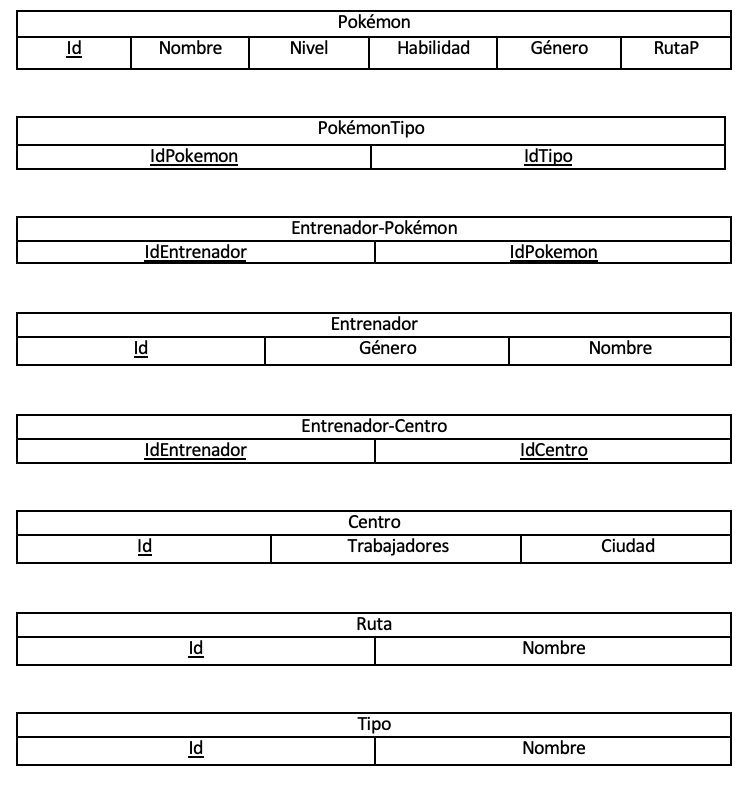 Pokémon
Id Nombre Nivel Habilidad Género RutaP
PokémonTipo
IdPokemon IdTipo
Entrenador-Pokémon
IdEntrenador IdPokemon
Entrenador
Id Género Nombre
Entrenador-Centro
IdEntrenador IdCentro
Centro
Id Trabajadores Ciudad
Ruta
Id Nombre
Tipo
Id Nombre